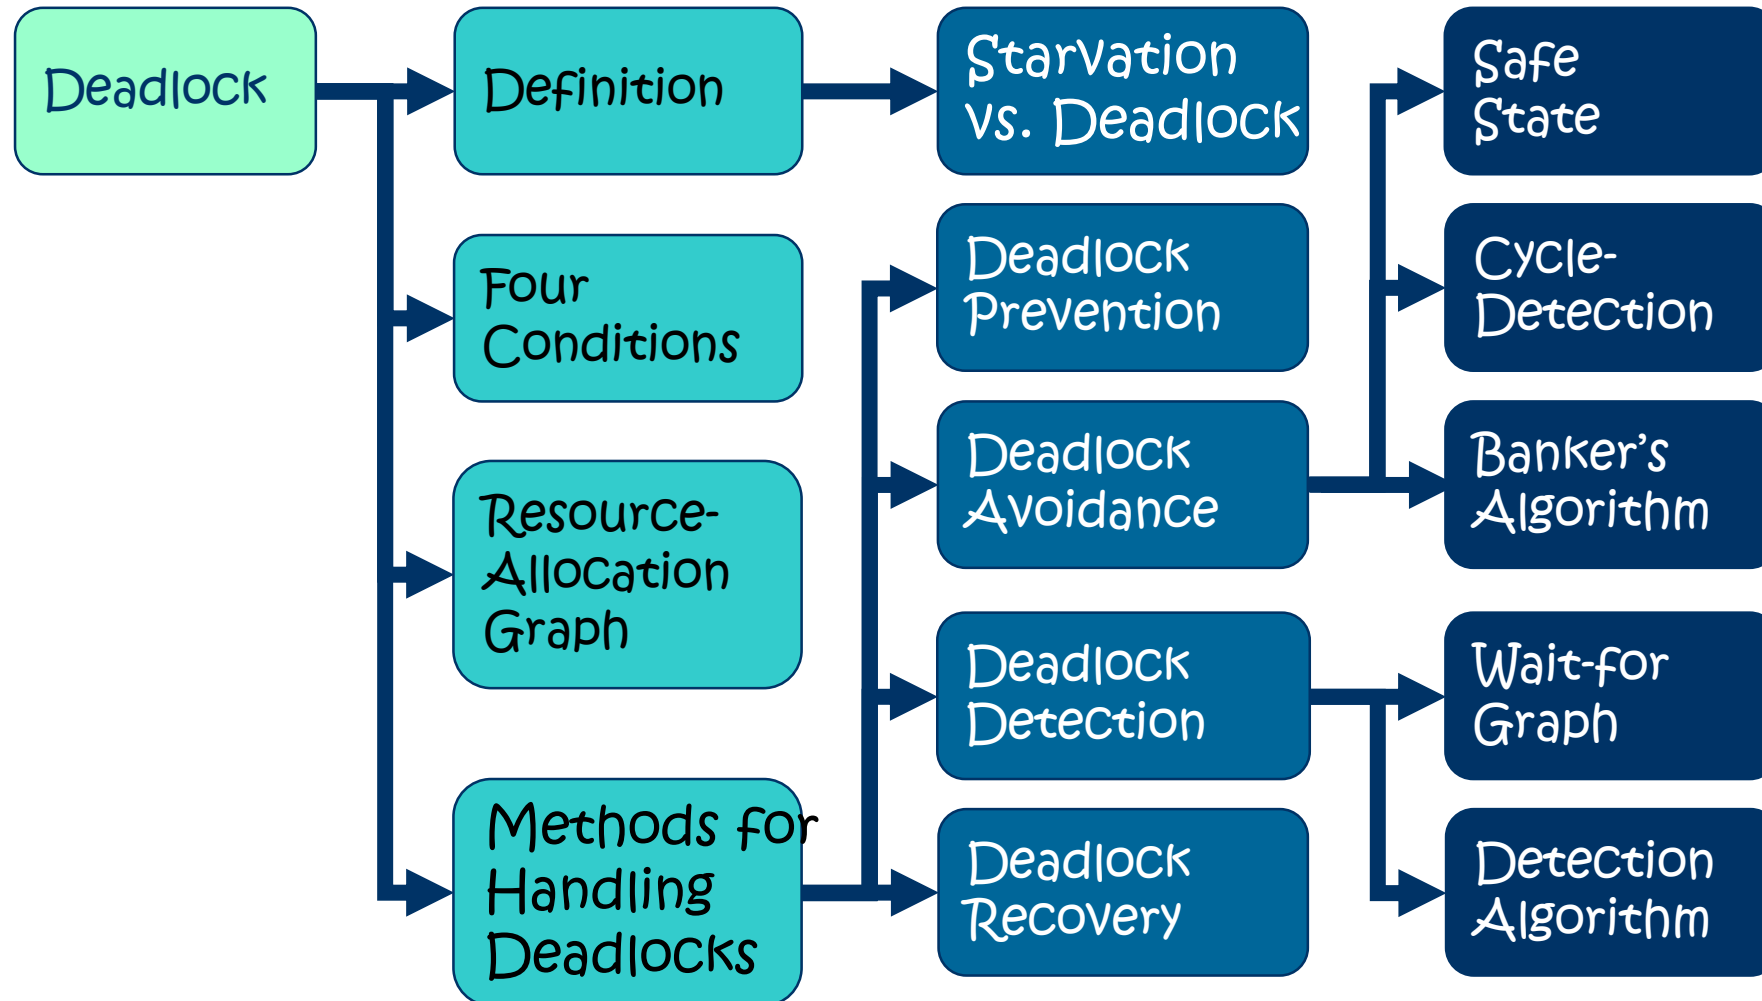 Deadlock
Definition
Starvation
vs. Deadlock
Safe
State
Four
Conditions
Deadlock
Prevention
Cycle-
Detection
Resource-
Allocation
Graph
Deadlock
Avoidance
Banker's
Algorithm
Deadlock
Detection
Wait-for
Graph
Methods for
Handling
Deadlocks
Deadlock
Recovery
Detection
Algorithm